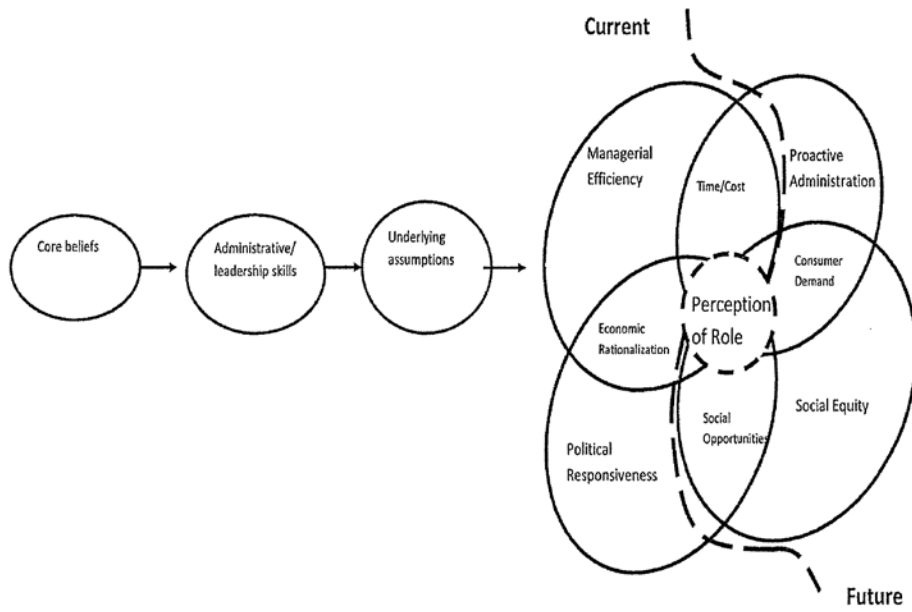 Current
Managerial
Efficiency
Time/Cost
Proactive
Administration
Core beliefs
Administrative/
leadership skills
Underlying
assumptions
Consumer
Demand
Perception
of Role
Economic
Rationalization
Social
Opportunities
Social Equity
Political
Responsiveness
Future